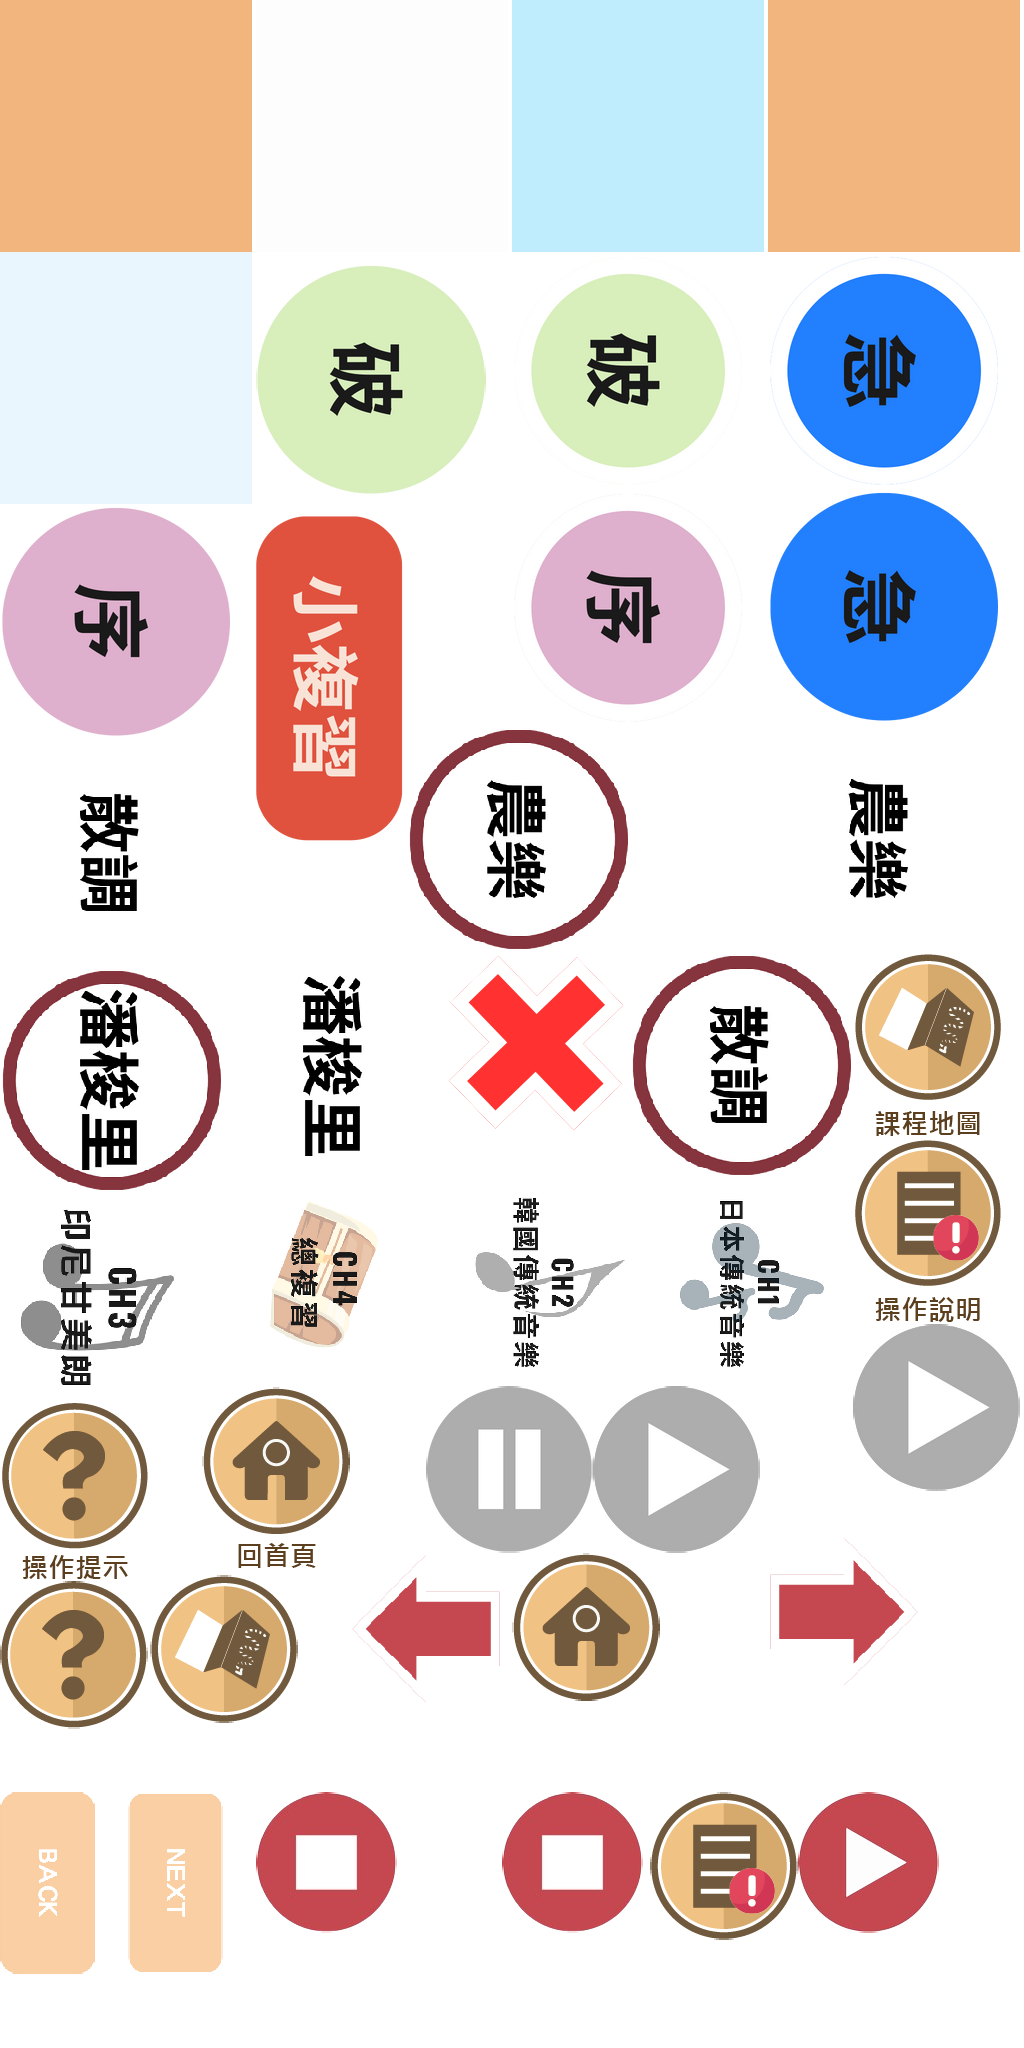 破
破
急
序
小複習
序
急
散調
農樂
農樂
潘梭里
潘梭里
散調
課程地圖
操作說明
CH3
印尼甘美朗
CH4
總複習
CH2
韓國傳統音樂
CH1
日本傳統音樂
操作提示
回首頁
BACK
NEXT